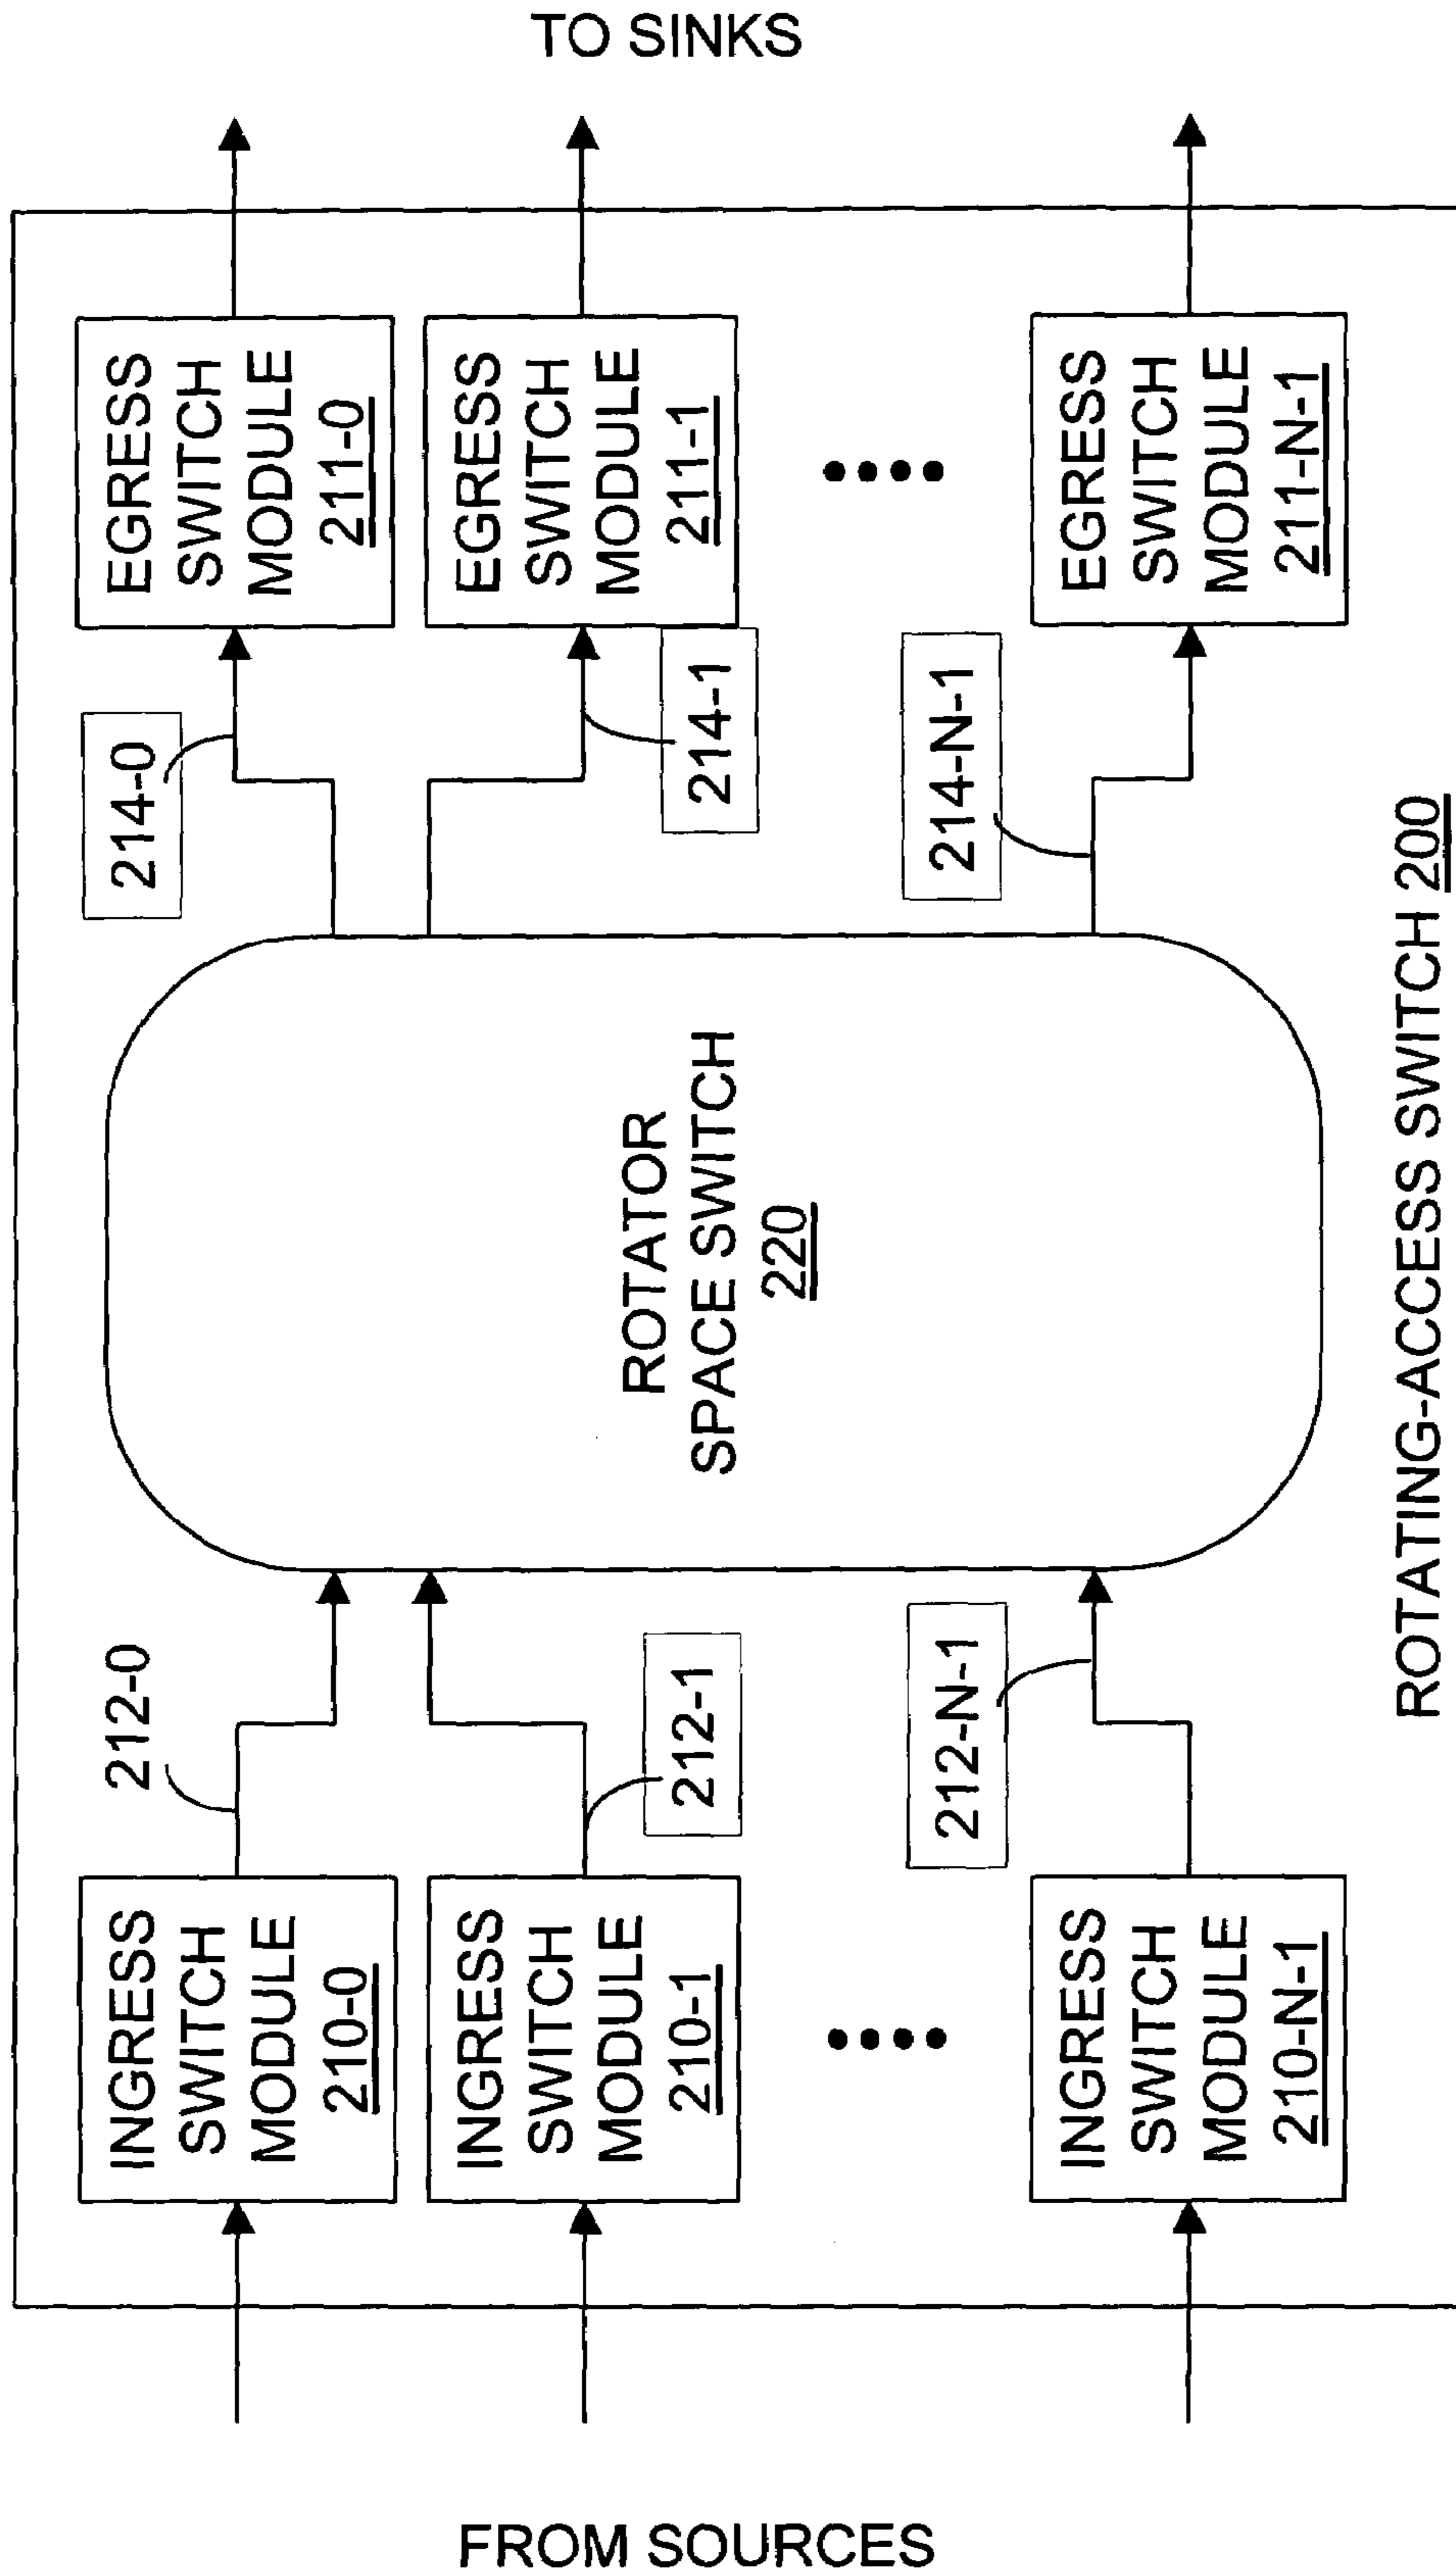 FROM SOURCES
INGRESS
SWITCH
MODULE
210-0
INGRESS
SWITCH
MODULE
210-1
INGRESS
SWITCH
MODULE
210-N-1
212-0
212-1
212-N-1
ROTATOR
SPACE SWITCH
220
214-0
214-1
214-N-1
EGRESS
SWITCH
MODULE
211-0
EGRESS
SWITCH
MODULE
211-1
EGRESS
SWITCH
MODULE
211-N-1
TO SINKS
ROTATING-ACCESS SWITCH 200